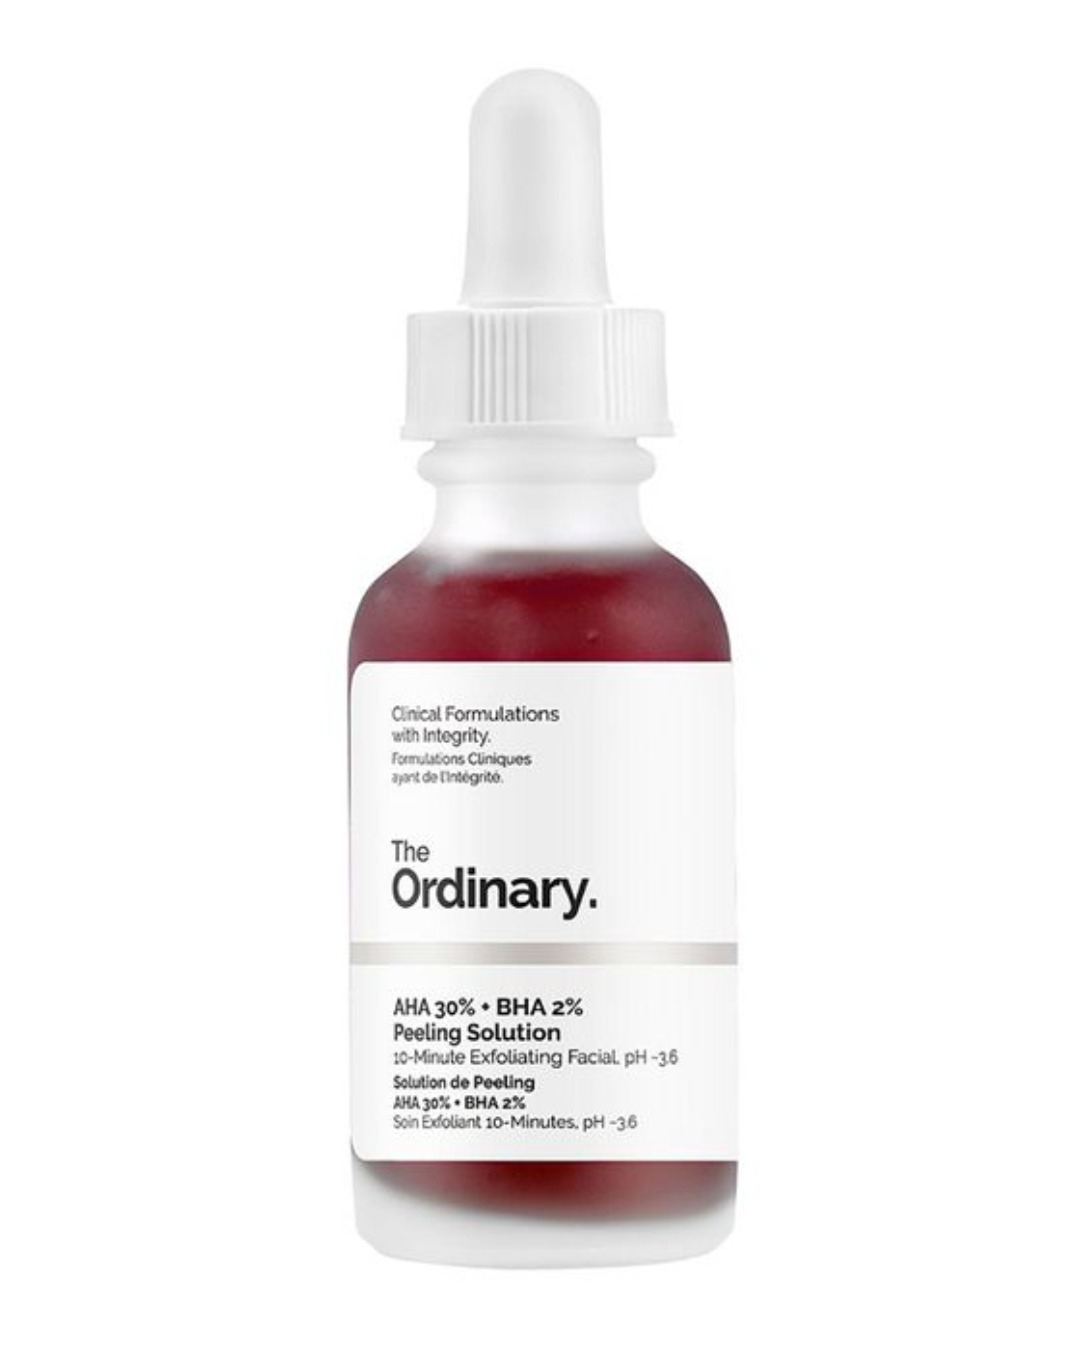 Clinical Formulations
with Integrity.
Formulations Cliniques
ayant de l'Intégrité.
The
Ordinary.
AHA 30% + BHA 2%
Peeling Solution
10-Minute Exfoliating Facial, pH ~3.6
Solution de Peeling
AHA 30% + BHA 2%
Soin Exfoliant 10-Minutes, pH ~3.6